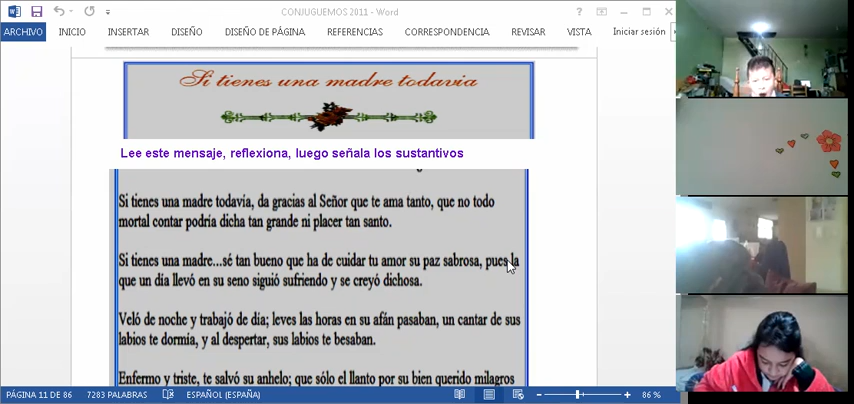 CONJUGUEMOS 2011 - Word
ARCHIVO INICIO INSERTAR DISEÑO DISEÑO DE PÁGINA REFERENCIAS CORRESPONDENCIA REVISAR VISTA Iniciar sesión
Si tienes una madre todavia
Lee este mensaje, reflexiona, luego señala los sustantivos
Si tienes una madre todavía, da gracias al Señor que te ama tanto, que no todo
mortal contar podría dicha tan grande ni placer tan santo.
Si tienes una madre...sé tan bueno que ha de cuidar tu amor su paz sabrosa, pues la
que un día llevó en su seno siguió sufriendo y se creyó dichosa.
Veló de noche y trabajó de día; leves las horas en su afán pasaban, un cantar de sus
labios te dormía, y al despertar, sus labios te besaban.
Enfermo y triste, te salvó su anhelo; que sólo el llanto por su bien querido milagros
PÁGINA 11 DE 86 7283 PALABRAS ESPAÑOL (ESPAÑA) 86 %